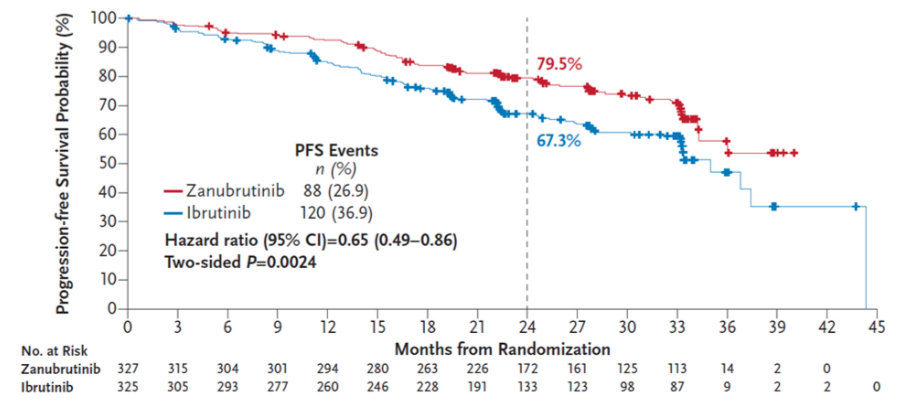 Progression-free Survival Probability (%)
100
90
80
70
60
50
40
30
20
10
0
79.5%
67.3%
PFS Events
n (%)
Zanubrutinib 88 (26.9)
Ibrutinib 120 (36.9)
Hazard ratio (95% CI)=0.65 (0.49–0.86)
Two-sided P=0.0024
0 3 6 9 12 15 18 21 24 27 30 33 36 39 42 45
Months from Randomization
No. at Risk
Zanubrutinib 327 315 304 301 294 280 263 226 172 161 125 113 14 2 0
Ibrutinib 325 305 293 277 260 246 228 191 133 123 98 87 9 2 2 0